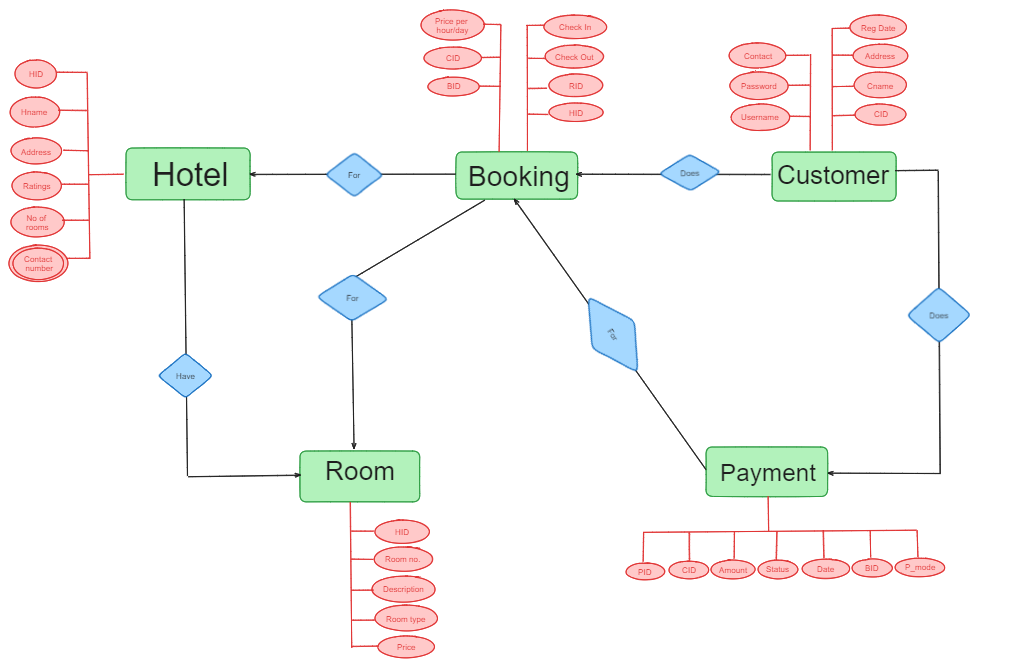 Price per
hour/day
CID
BID
Check In
Check Out
RID
HID
Contact
Password
Username
Reg Date
Address
Cname
CID
HID
Hname
Address
Ratings
No of
rooms
Contact
number
Hotel
For
Booking
Does
Customer
For
For
Does
Have
Room
Payment
HID
Room no.
Description
Room type
Price
PID
CID
Amount
Status
Date
BID
P_mode